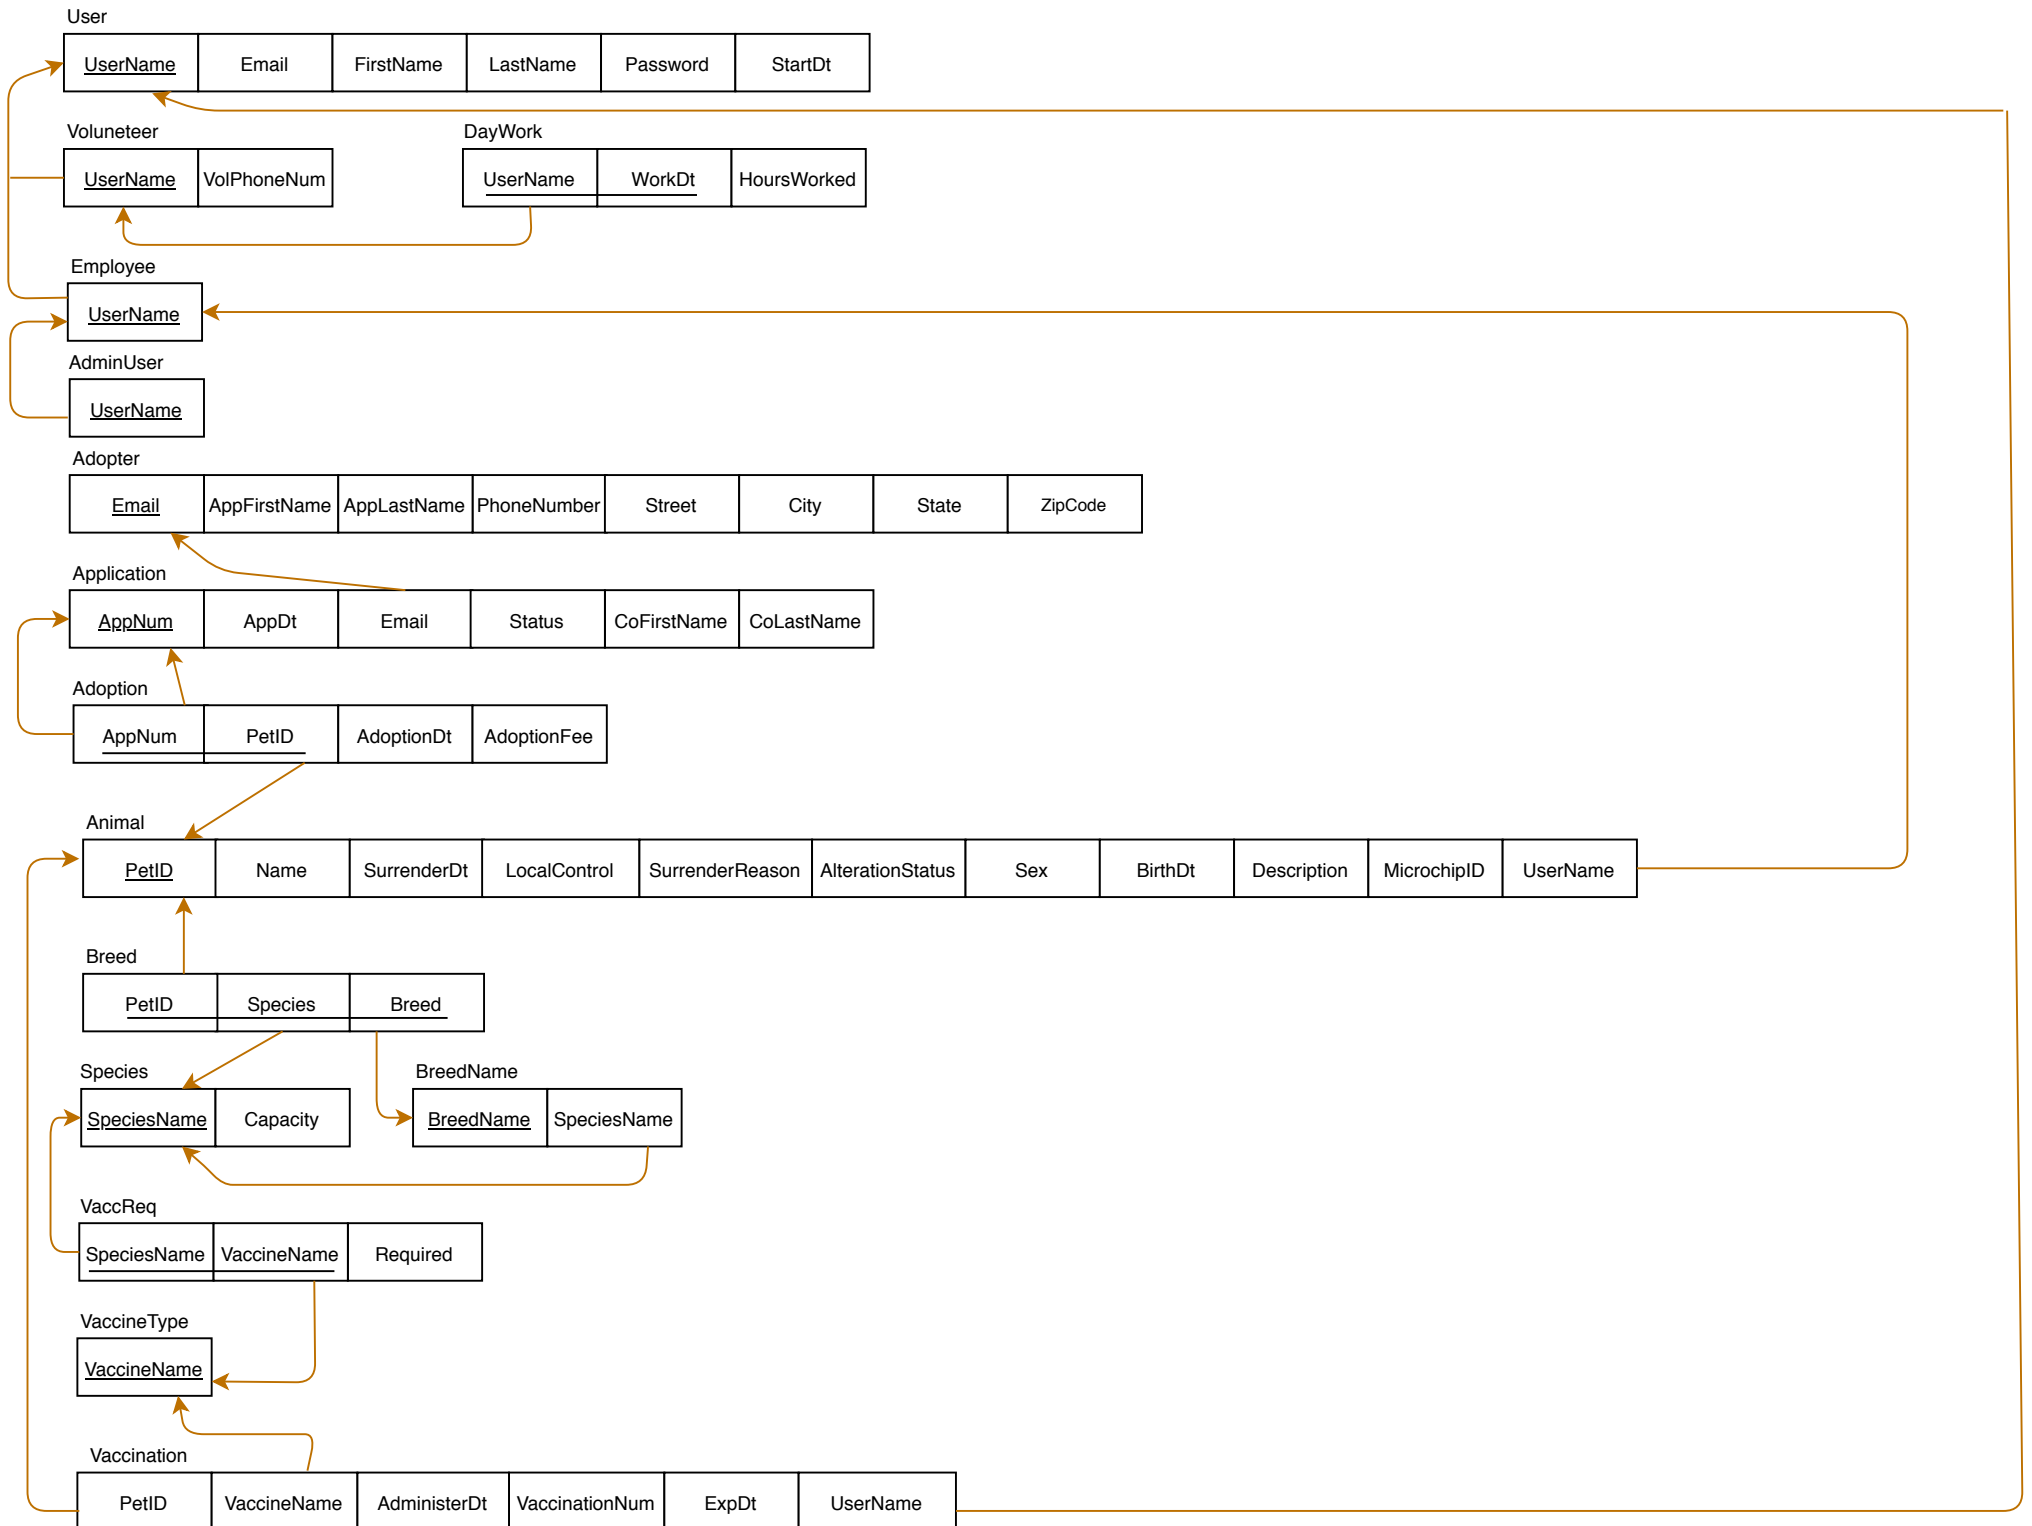 User
UserName Email FirstName LastName Password StartDt
Voluneteer DayWork
UserName VolPhoneNum UserName WorkDt HoursWorked
Employee
UserName
AdminUser
UserName
Adopter
Email AppFirstName AppLastName PhoneNumber Street City State ZipCode
Application
AppNum AppDt Email Status CoFirstName CoLastName
Adoption
AppNum PetID AdoptionDt AdoptionFee
Animal
PetID Name SurrenderDt LocalControl SurrenderReason AlterationStatus Sex BirthDt Description MicrochipID UserName
Breed
PetID Species Breed
Species BreedName
SpeciesName Capacity BreedName SpeciesName
VaccReq
SpeciesName VaccineName Required
VaccineType
VaccineName
Vaccination
PetID VaccineName AdministerDt VaccinationNum ExpDt UserName